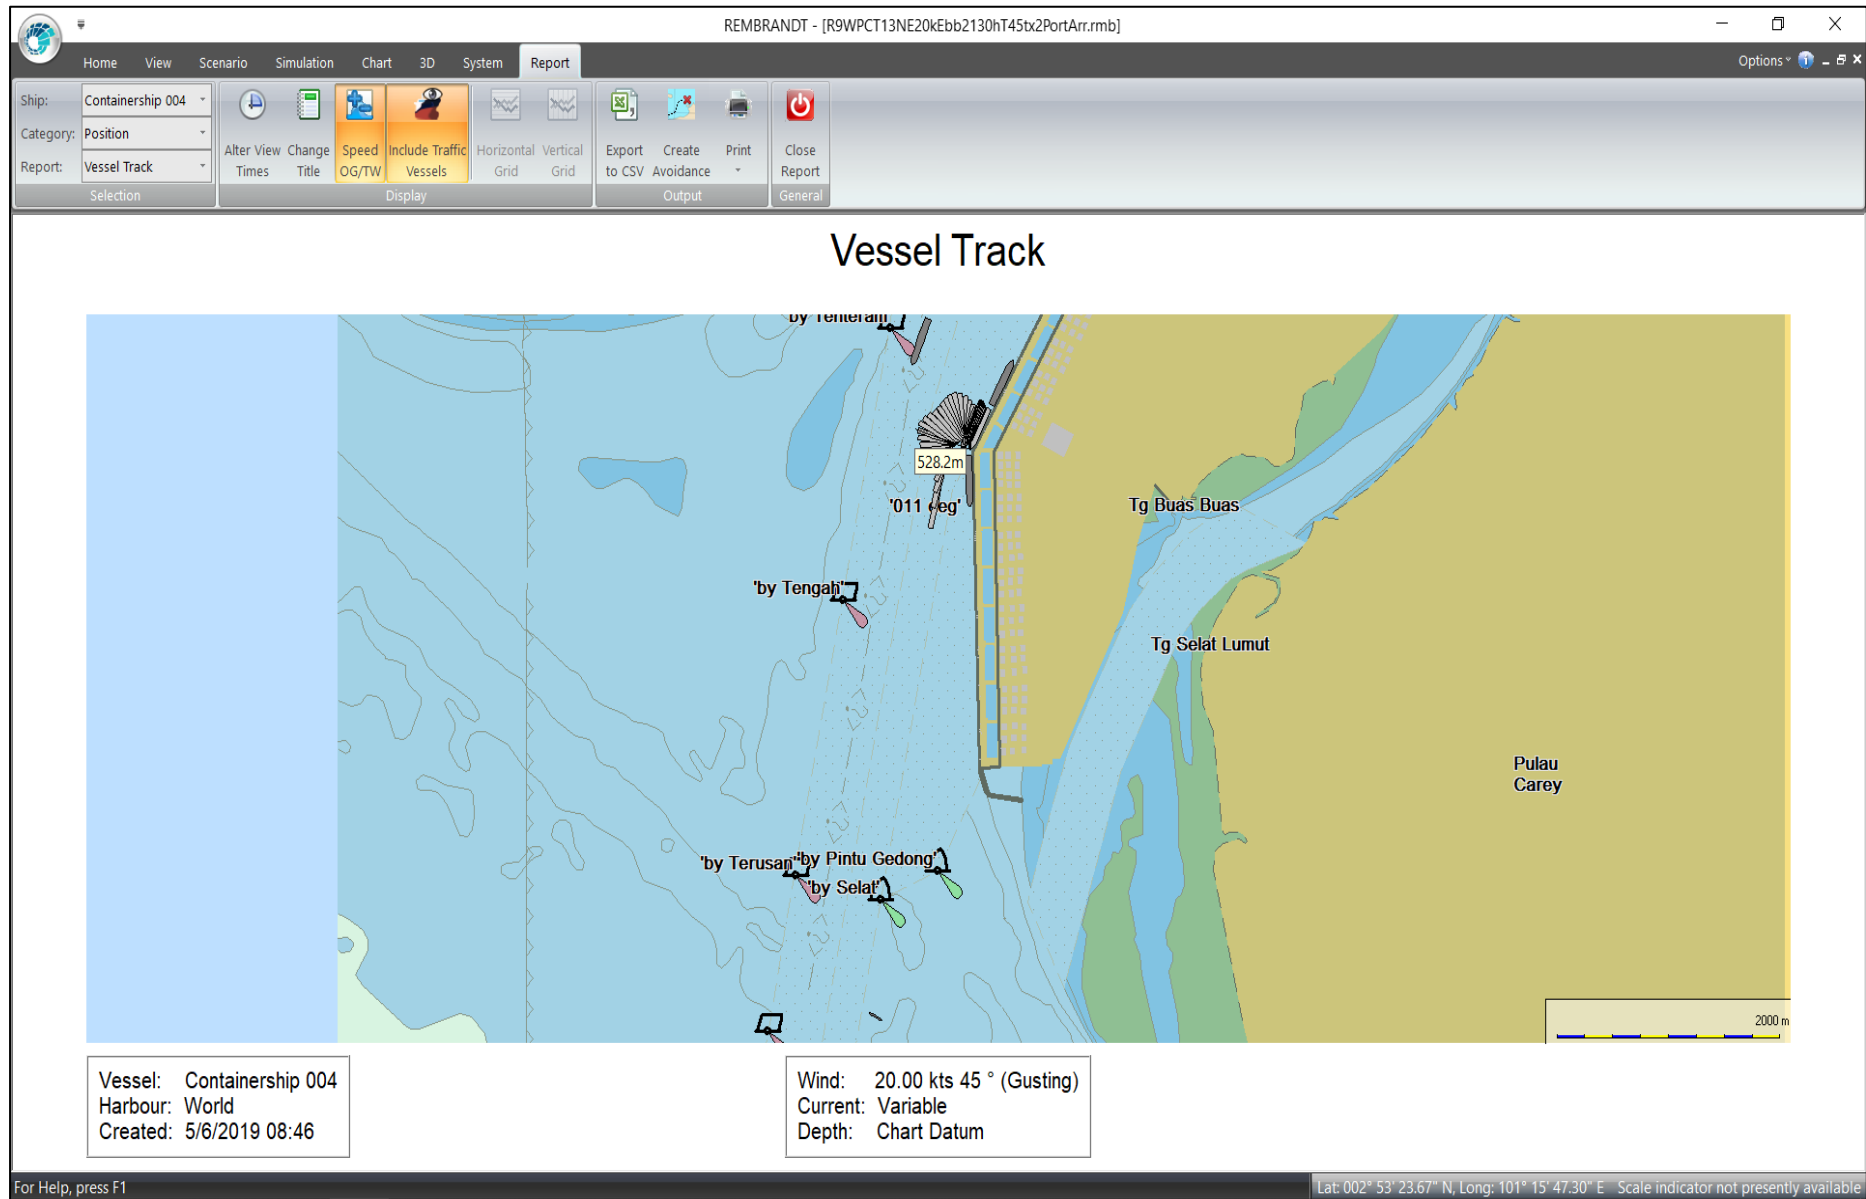 REMBRANDT - [R9WPCT13NE20kEbb2130hT45tx2PortArr.rmb]
Home View Scenario Simulation Chart 3D System Report Options
Ship: Containership 004
Category: Position
Report: Vessel Track
Selection
Alter View Times
Change Title
Speed OG/TW
Include Traffic Vessels
Horizontal Grid
Vertical Grid
Display
Export to CSV
Create Avoidance
Print
Output
Close Report
General
Vessel Track
'by Tenteram'
528.2m
'011 deg'
Tg Buas Buas
'by Tengah'
Tg Selat Lumut
Pulau
Carey
'by Terusan'
'by Pintu Gedong'
'by Selat'
2000 m
Vessel: Containership 004
Harbour: World
Created: 5/6/2019 08:46
Wind: 20.00 kts 45 ° (Gusting)
Current: Variable
Depth: Chart Datum
For Help, press F1
Lat: 002° 53' 23.67" N, Long: 101° 15' 47.30" E Scale indicator not presently available